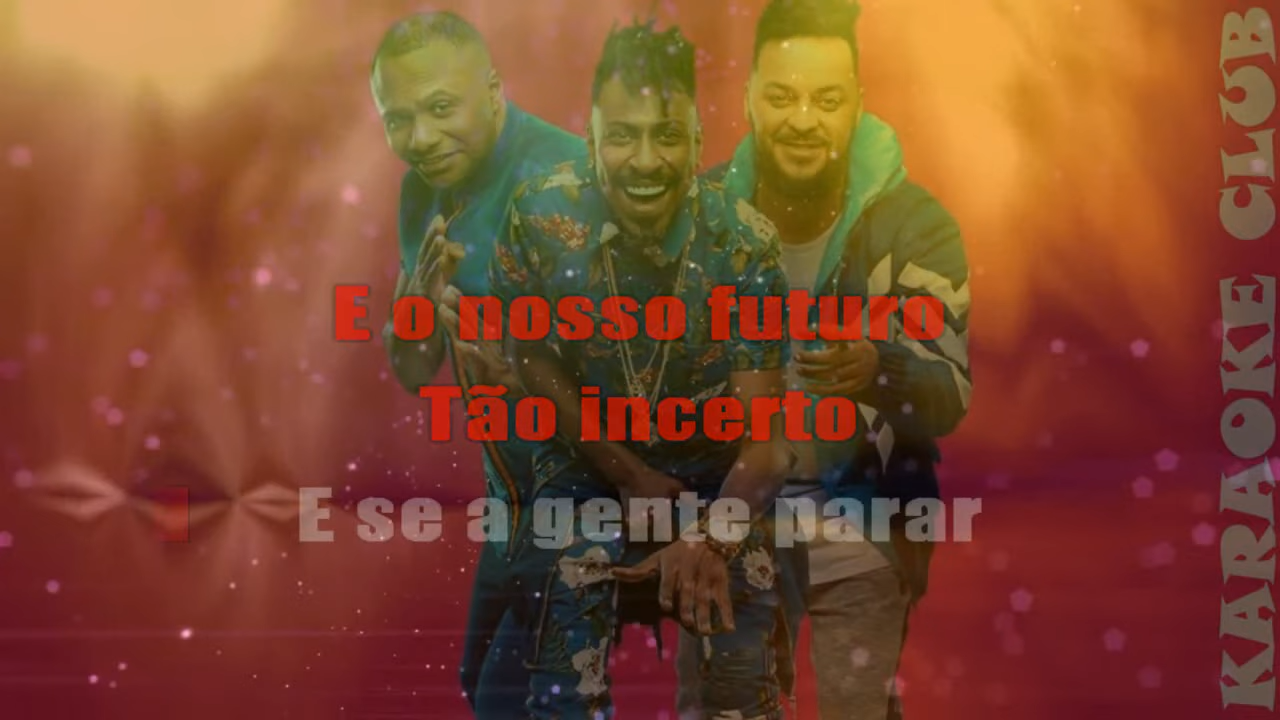 E o nosso futuro
Tão incerto
E se a gente parar
KARAOKE CLUB